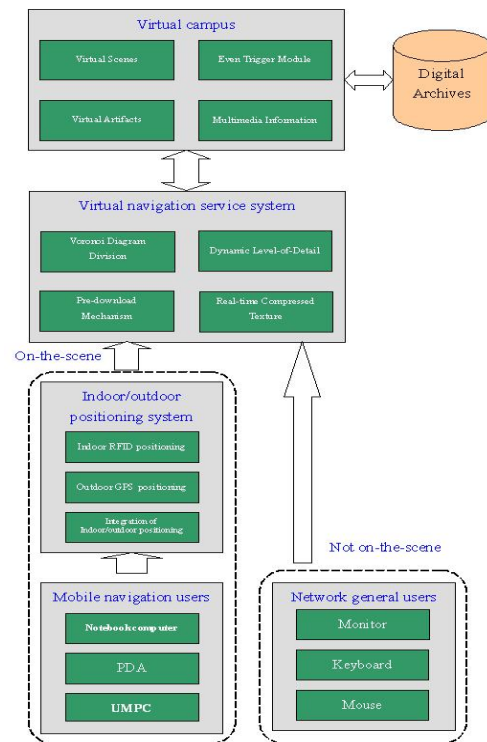 Virtual campus
Virtual Scenes
Even Trigger Module
Virtual Artifacts
Multimedia Information
Digital
Archives
Virtual navigation service system
Voronoi Diagram
Division
Dynamic Level-of-Detail
Pre-download
Mechanism
Real-time Compressed
Texture
On-the-scene
Indoor/outdoor
positioning system
Indoor RFID positioning
Outdoor GPS positioning
Integration of
Indoor/outdoor positioning
Not on-the-scene
Mobile navigation users
Notebook computer
PDA
UMPC
Network general users
Monitor
Keyboard
Mouse